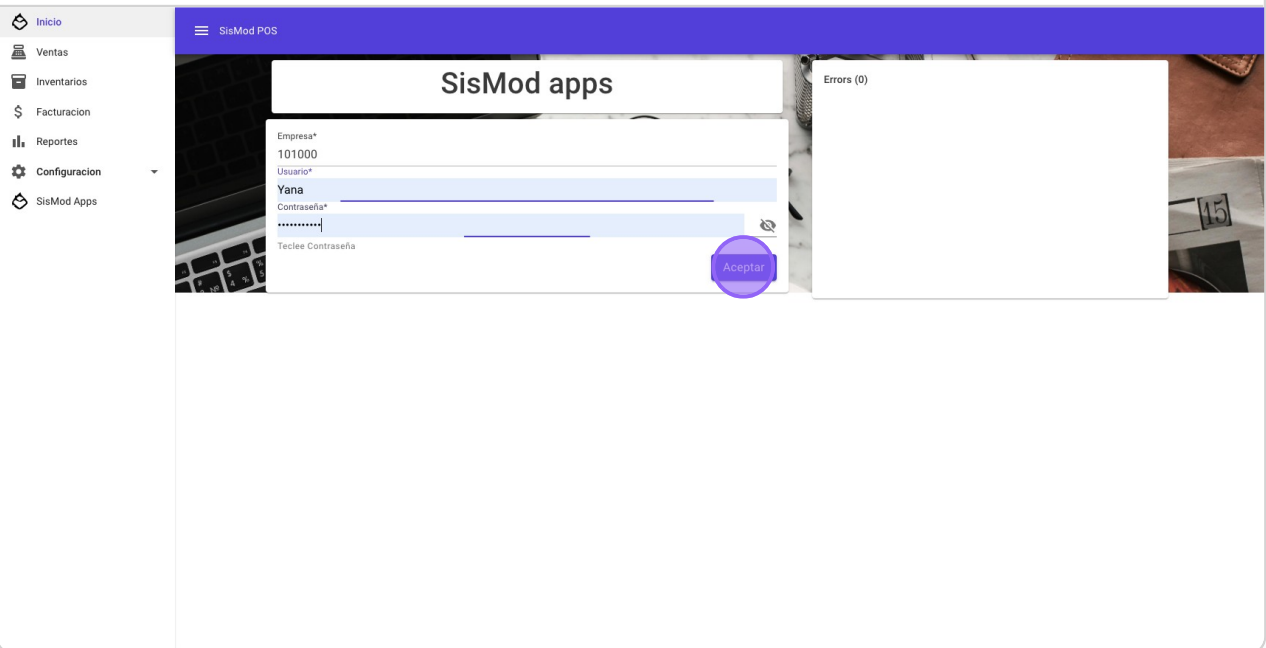 Inicio
Ventas
Inventarios
Facturacion
Reportes
Configuracion
SisMod Apps
SisMod POS
SisMod apps
Empresa*
101000
Usuario*
Yana
Contraseña*
•••••••••••
Teclee Contraseña
Aceptar
Errors (0)
15